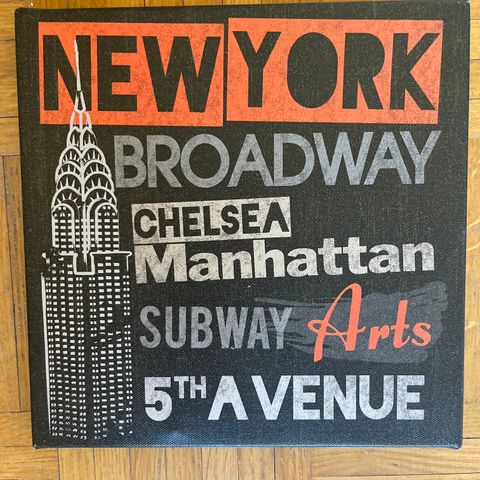 NEW YORK
BROADWAY
CHELSEA
Manhattan
SUBWAY Arts
5TH AVENUE